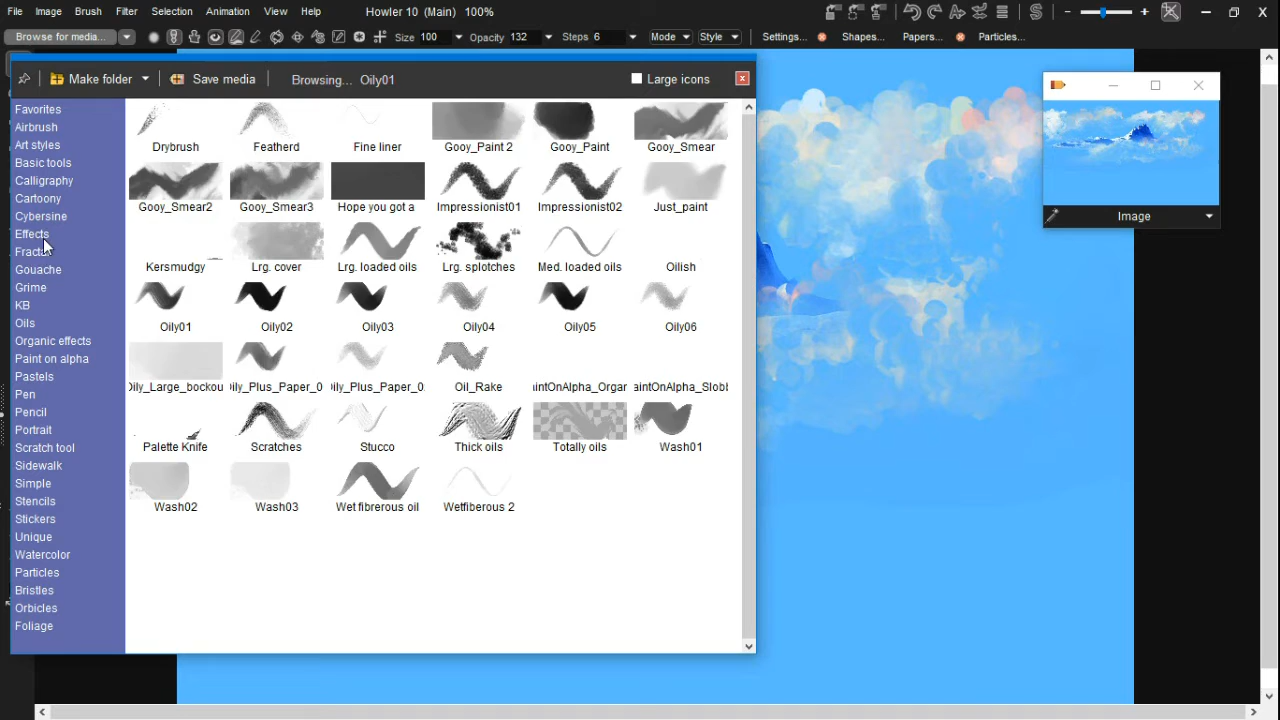 File Image Brush Filter Selection Animation View Help Howler 10 (Main) 100%
Browse for media... Size 100 Opacity 132 Steps 6 Mode Style Settings... Shapes... Papers... Particles...
Make folder Save media Browsing... Oily01 Large icons
Favorites
Airbrush
Art styles
Basic tools
Calligraphy
Cartoony
Cybersine
Effects
Fractal
Gouache
Grime
KB
Oils
Organic effects
Paint on alpha
Pastels
Pen
Pencil
Portrait
Scratch tool
Sidewalk
Simple
Stencils
Stickers
Unique
Watercolor
Particles
Bristles
Orbicles
Foliage
Drybrush Featherd Fine liner Gooy_Paint 2 Gooy_Paint Gooy_Smear
Gooy_Smear2 Gooy_Smear3 Hope you got a Impressionist01 Impressionist02 Just_paint
Kersmudgy Lrg. cover Lrg. loaded oils Lrg. splotches Med. loaded oils Oilish
Oily01 Oily02 Oily03 Oily04 Oily05 Oily06
Oily_Large_bockou Oily_Plus_Paper_0 Oily_Plus_Paper_0 Oil_Rake aintOnAlpha_Organ aintOnAlpha_Slobb
Palette Knife Scratches Stucco Thick oils Totally oils Wash01
Wash02 Wash03 Wet fibrerous oil Wetfiberous 2
Image